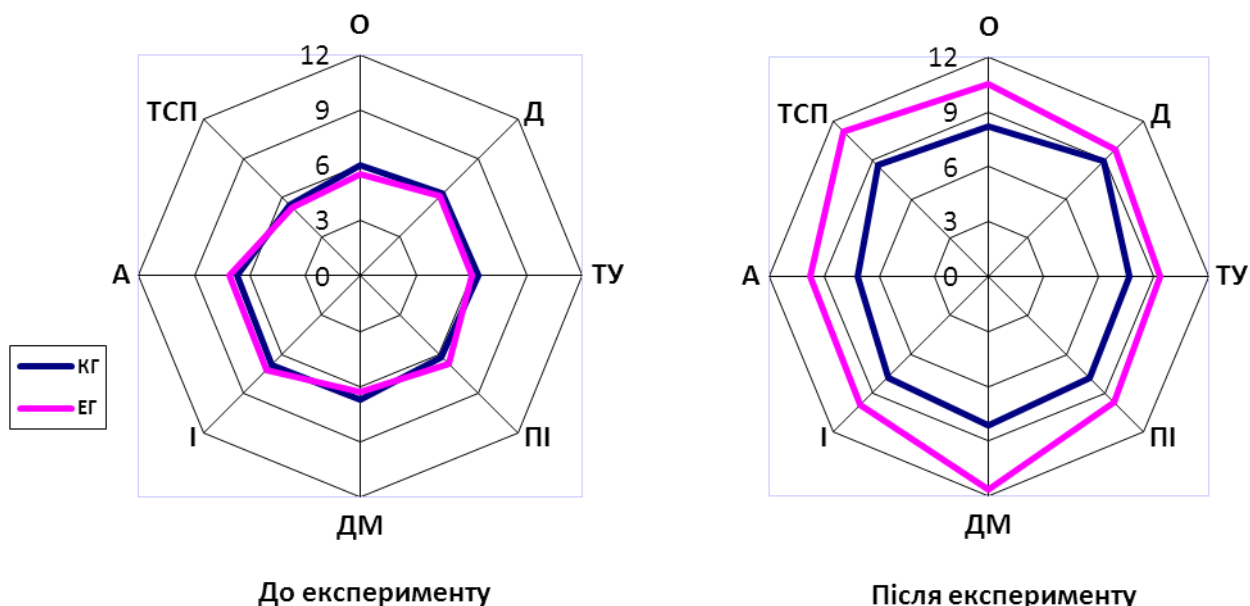 О
12
ТСП
Д
9
6
3
А
0
ТУ
КГ
ЕГ
І
ПІ
ДМ
До експерименту
О
12
ТСП
Д
9
6
3
А
0
ТУ
І
ПІ
ДМ
Після експерименту